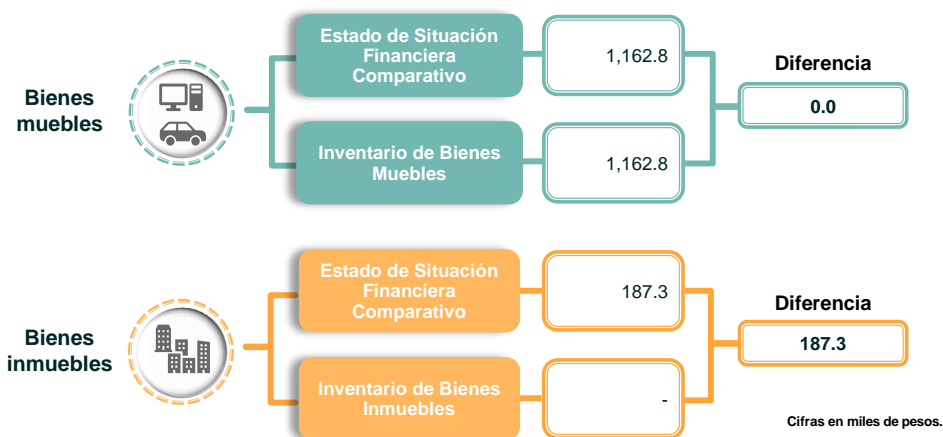 Bienes
muebles
Estado de Situación
Financiera
Comparativo
1,162.8
Inventario de Bienes
Muebles
1,162.8
Diferencia
0.0
Bienes
inmuebles
Estado de Situación
Financiera
Comparativo
187.3
Inventario de Bienes
Inmuebles
-
Diferencia
187.3
Cifras en miles de pesos.